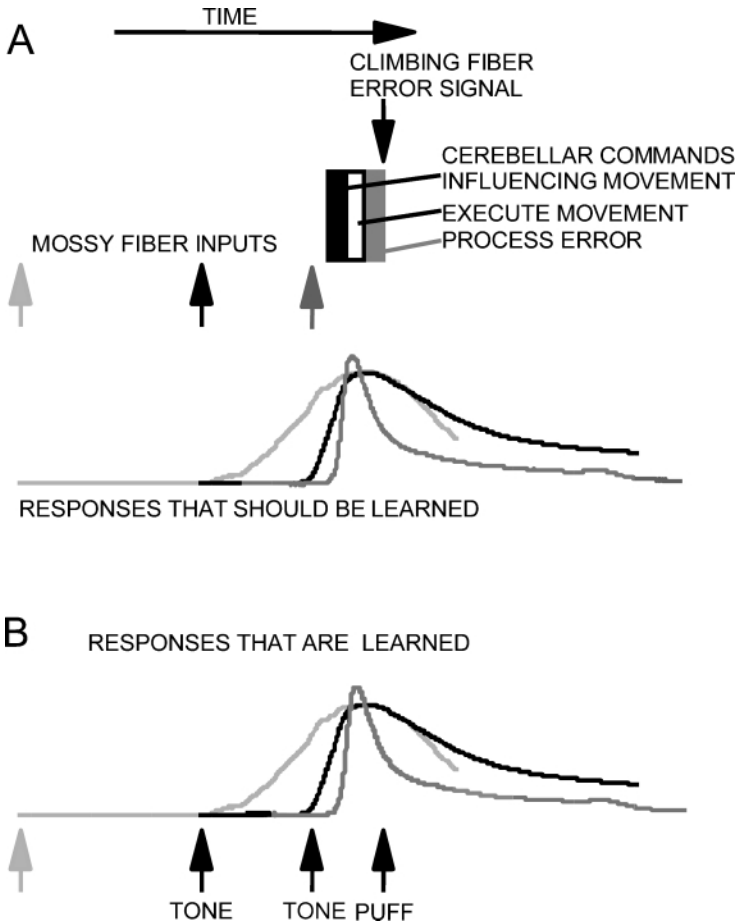 A
TIME
CLIMBING FIBER
ERROR SIGNAL
CEREBELLAR COMMANDS
INFLUENCING MOVEMENT
EXECUTE MOVEMENT
PROCESS ERROR
MOSSY FIBER INPUTS
RESPONSES THAT SHOULD BE LEARNED
B
RESPONSES THAT ARE LEARNED
TONE TONE PUFF